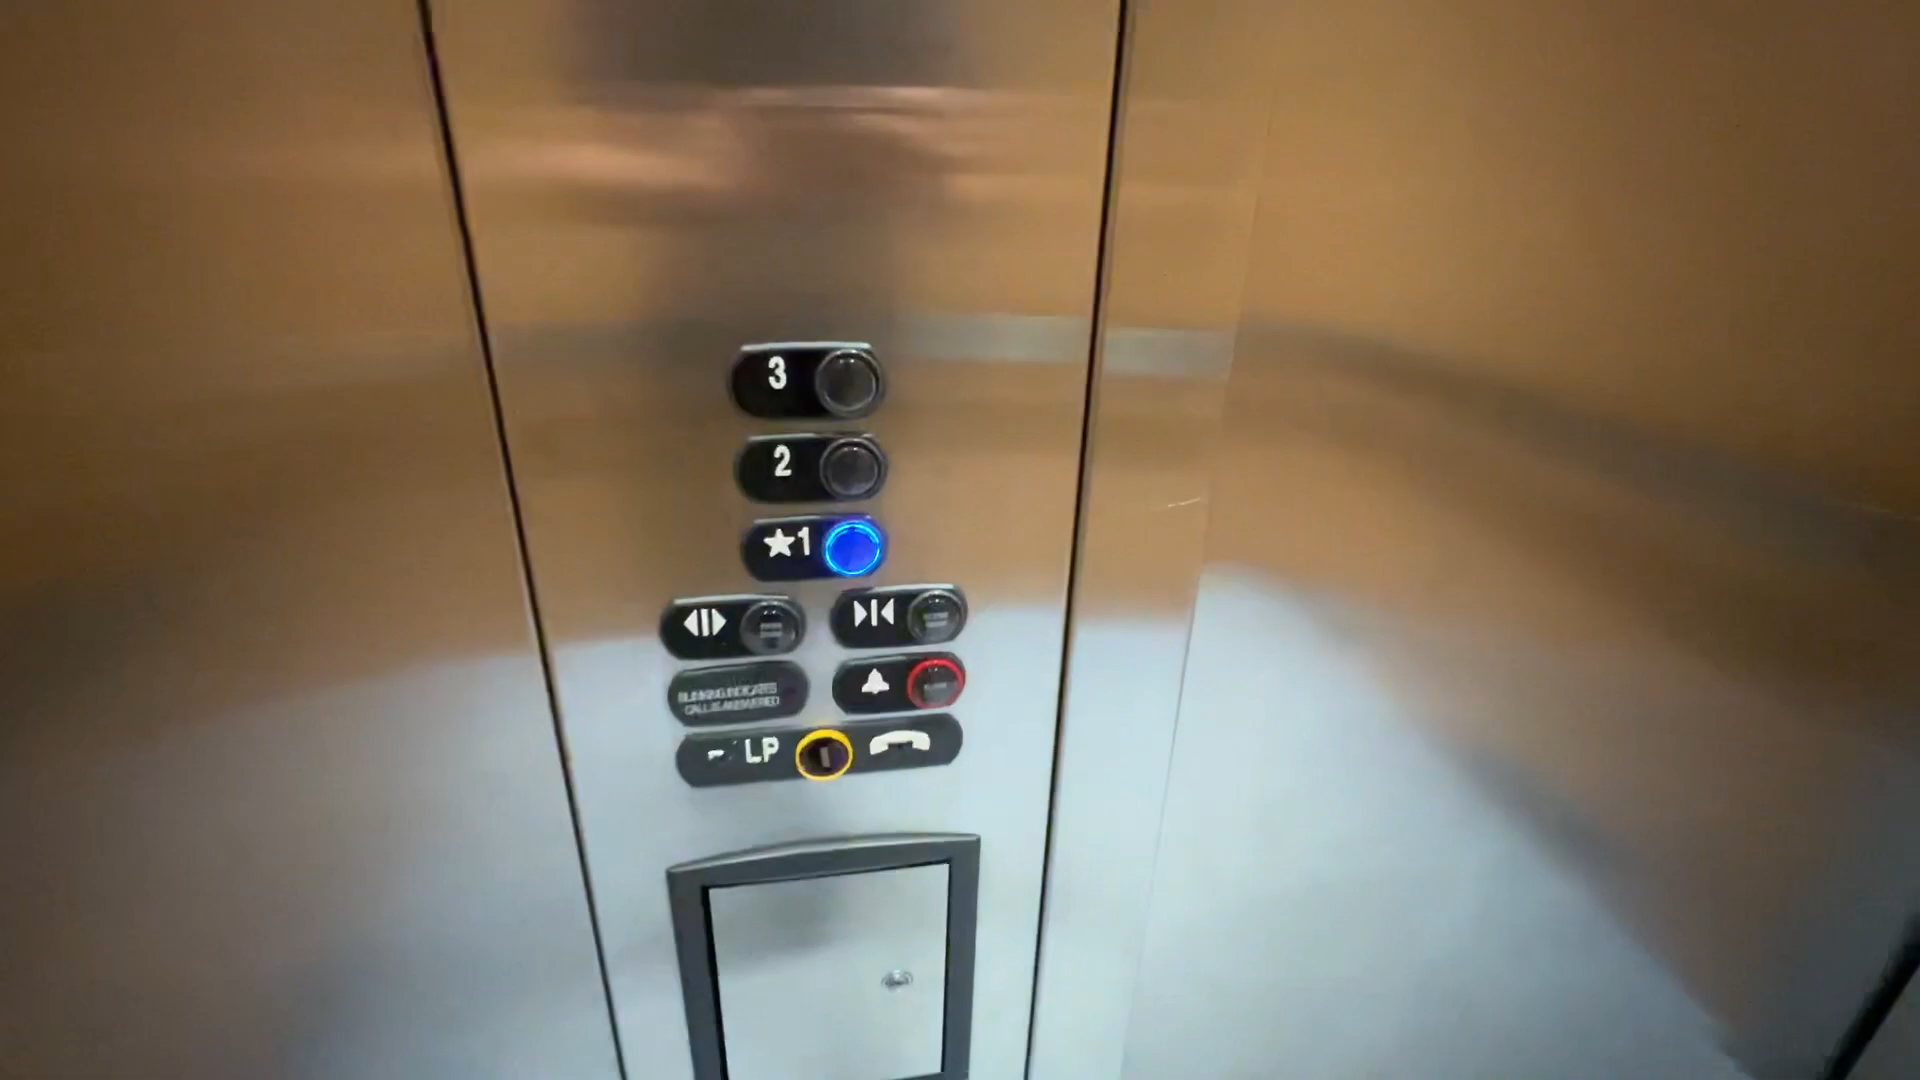 3
2
★1
BLINKING INDICATES
CALL IS ANSWERED
LP